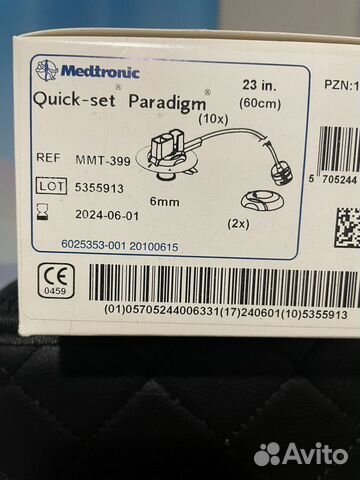 Medtronic
Quick-set® Paradigm®
23 in.
(60cm)
PZN:1
(10x)
REF MMT-399
LOT 5355913
2024-06-01
6mm
(2x)
5 705244
6025353-001 20100615
CE
0459
(01)05705244006331(17)240601(10)5355913
Avito